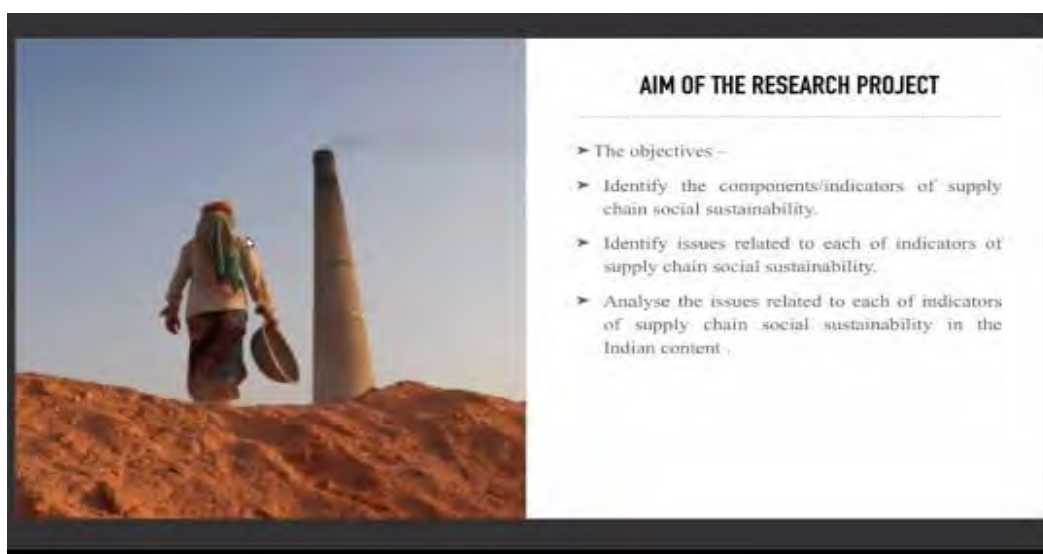 AIM OF THE RESEARCH PROJECT
➤ The objectives –
➤ Identify the components/indicators of supply
chain social sustainability.
➤ Identify issues related to each of indicators of
supply chain social sustainability.
➤ Analyse the issues related to each of indicators
of supply chain social sustainability in the
Indian content .